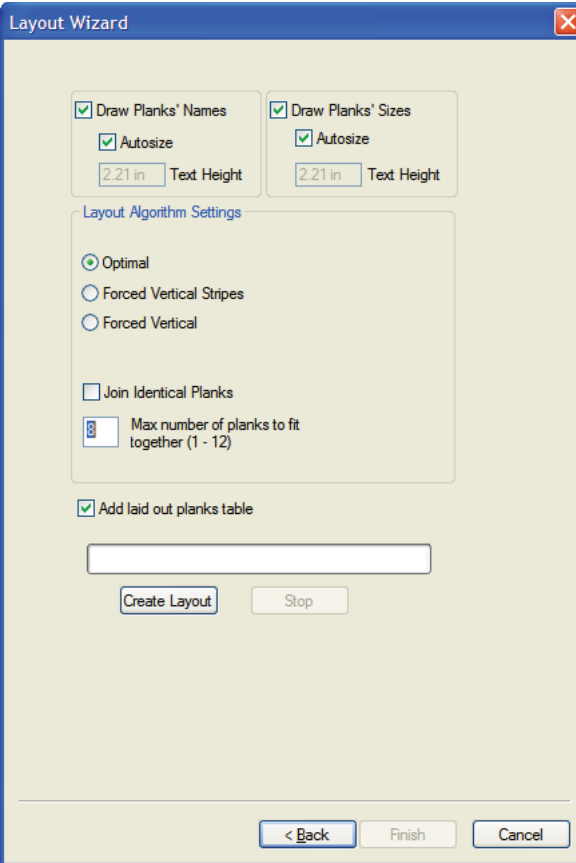 Layout Wizard
Draw Planks' Names
Draw Planks' Sizes
Autosize
Autosize
2.21 in Text Height
2.21 in Text Height
Layout Algorithm Settings
Optimal
Forced Vertical Stripes
Forced Vertical
Join Identical Planks
8
Max number of planks to fit
together (1 - 12)
Add laid out planks table
Create Layout
Stop
< Back
Finish
Cancel